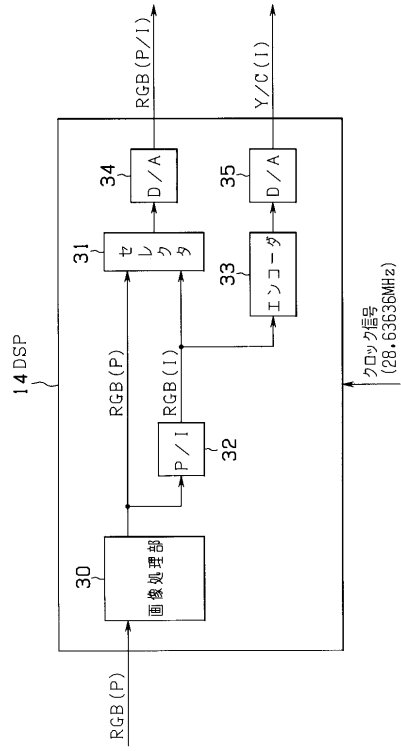 14 DSP
RGB(P)
30
画像処理部
RGB(P)
P/I
32
RGB(I)
31
セレクタ
34
D/A
RGB(P/I)
33
エンコーダ
35
D/A
Y/C(I)
クロック信号
(28.63636MHz)